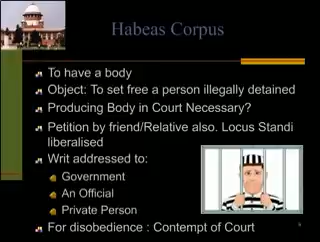 Habeas Corpus
To have a body
Object: To set free a person illegally detained
Producing Body in Court Necessary?
Petition by friend/Relative also. Locus Standi
liberalised
Writ addressed to:
Government
An Official
Private Person
For disobedience : Contempt of Court